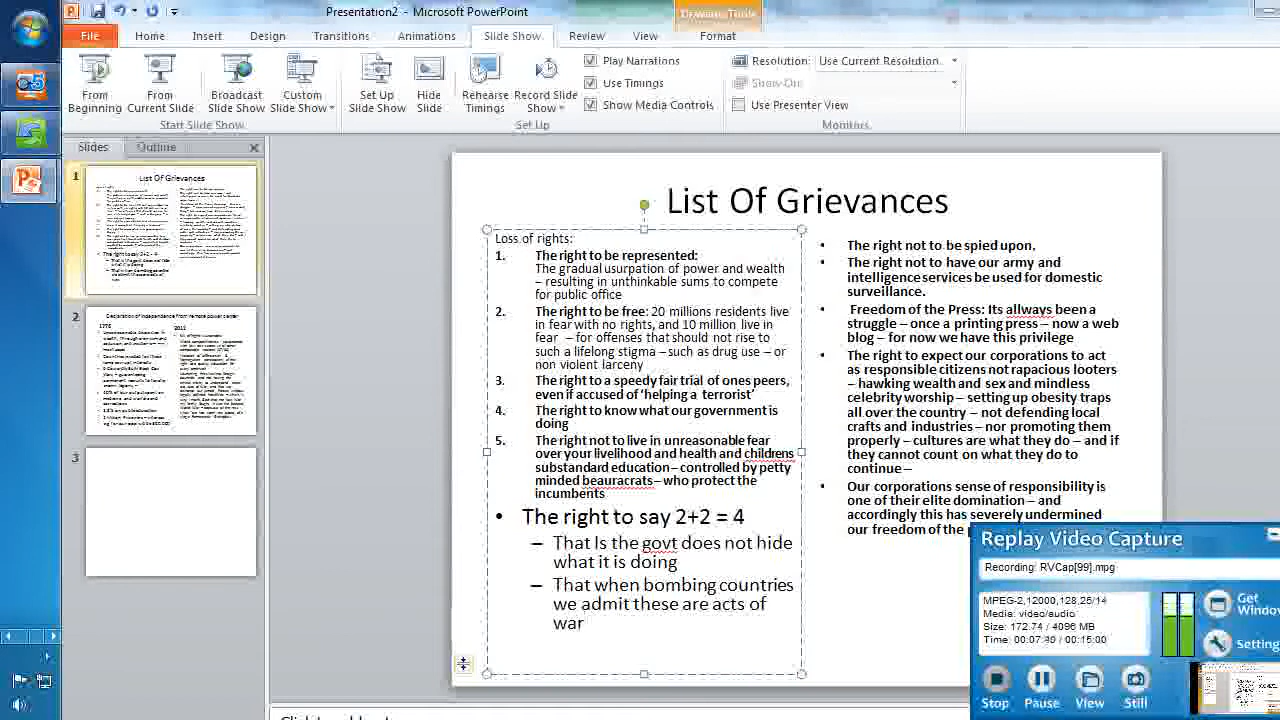 Presentation2 - Microsoft PowerPoint
Drawing Tools
File Home Insert Design Transitions Animations Slide Show Review View Format
From Beginning
From Current Slide
Broadcast Slide Show
Custom Slide Show
Set Up Slide Show
Hide Slide
Rehearse Timings
Record Slide Show
Play Narrations
Use Timings
Show Media Controls
Resolution: Use Current Resolution
Show On:
Use Presenter View
Start Slide Show
Set Up
Monitors
Slides Outline
1
List Of Grievances
2
Declaration of Independence from remote power center
1776
2012
3
List Of Grievances
Loss of rights:
1. The right to be represented:
The gradual usurpation of power and wealth
– resulting in unthinkable sums to compete
for public office
2. The right to be free: 20 millions residents live
in fear with no rights, and 10 million live in
fear – for offenses that should not rise to
such a lifelong stigma – such as drug use – or
non violent larceny
3. The right to a speedy fair trial of ones peers,
even if accused of 'helping a 'terrorist'
4. The right to know what our government is
doing
5. The right not to live in unreasonable fear
over your livelihood and health and childrens
substandard education – controlled by petty
minded beauracrats – who protect the
incumbents
• The right to say 2+2 = 4
– That Is the govt does not hide
what it is doing
– That when bombing countries
we admit these are acts of
war
• The right not to be spied upon.
• The right not to have our army and
intelligence services be used for domestic
surveillance.
• Freedom of the Press: Its allways been a
struggle – once a printing press – now a web
blog – for now we have this privilege
• The right to expect our corporations to act
as responsible citizens not rapacious looters
– hawking wealth and sex and mindless
celebrity worship – setting up obesity traps
all over the country – not defending local
crafts and industries – nor promoting them
properly – cultures are what they do – and if
they cannot count on what they do to
continue –
• Our corporations sense of responsibility is
one of their elite domination – and
accordingly this has severely undermined
our freedom of the
Replay Video Capture
Recording: RVCap[99].mpg
MPEG-2,12000,128,25/14
Media: video/audio
Size: 172.74 / 4096 MB
Time: 00:07:49 / 00:15:00
Get
Window
Setting
Stop Pause View Still